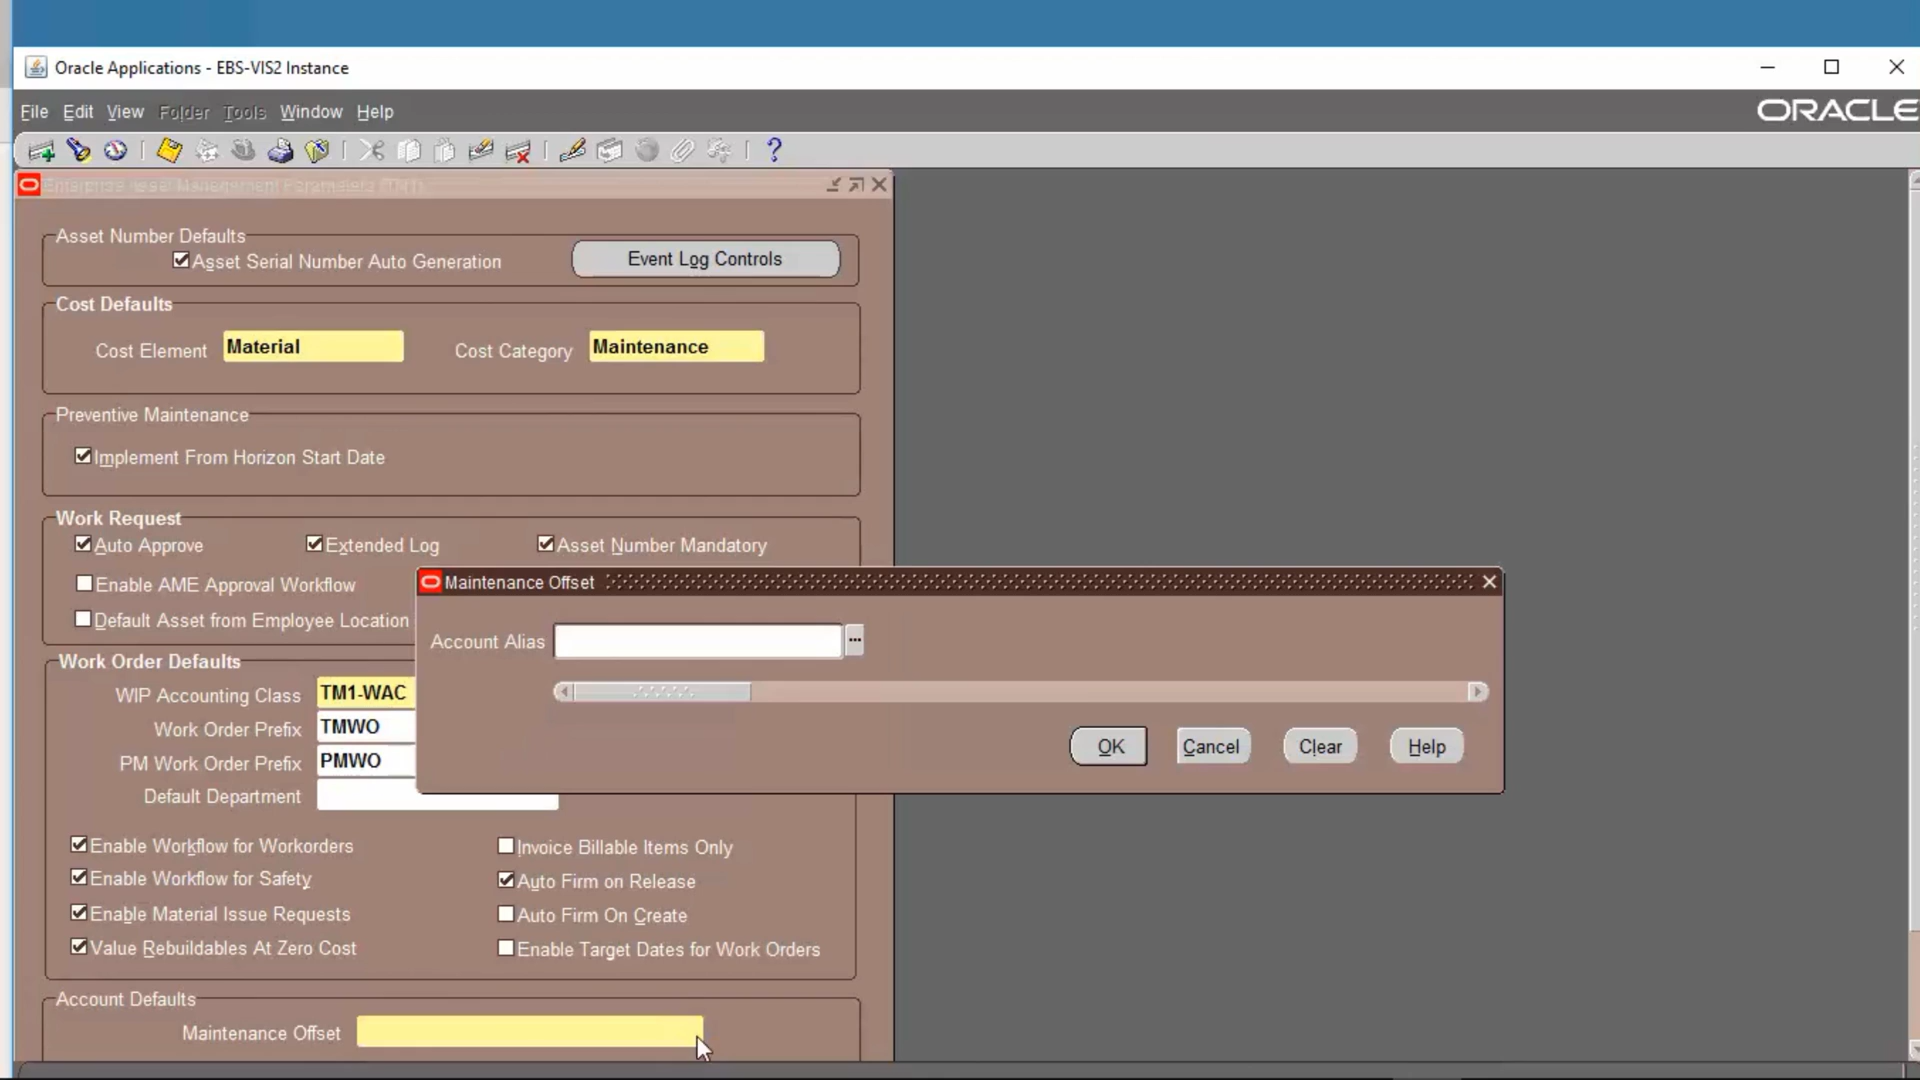 Oracle Applications - EBS-VIS2 Instance
File Edit View Folder Tools Window Help
ORACLE
Enterprise Asset Management Parameters (TM1)
Asset Number Defaults
Asset Serial Number Auto Generation
Event Log Controls
Cost Defaults
Cost Element Material Cost Category Maintenance
Preventive Maintenance
Implement From Horizon Start Date
Work Request
Auto Approve Extended Log Asset Number Mandatory
Enable AME Approval Workflow
Default Asset from Employee Location
Maintenance Offset
Account Alias
OK Cancel Clear Help
Work Order Defaults
WIP Accounting Class TM1-WAC
Work Order Prefix TMWO
PM Work Order Prefix PMWO
Default Department
Enable Workflow for Workorders Invoice Billable Items Only
Enable Workflow for Safety Auto Firm on Release
Enable Material Issue Requests Auto Firm On Create
Value Rebuildables At Zero Cost Enable Target Dates for Work Orders
Account Defaults
Maintenance Offset